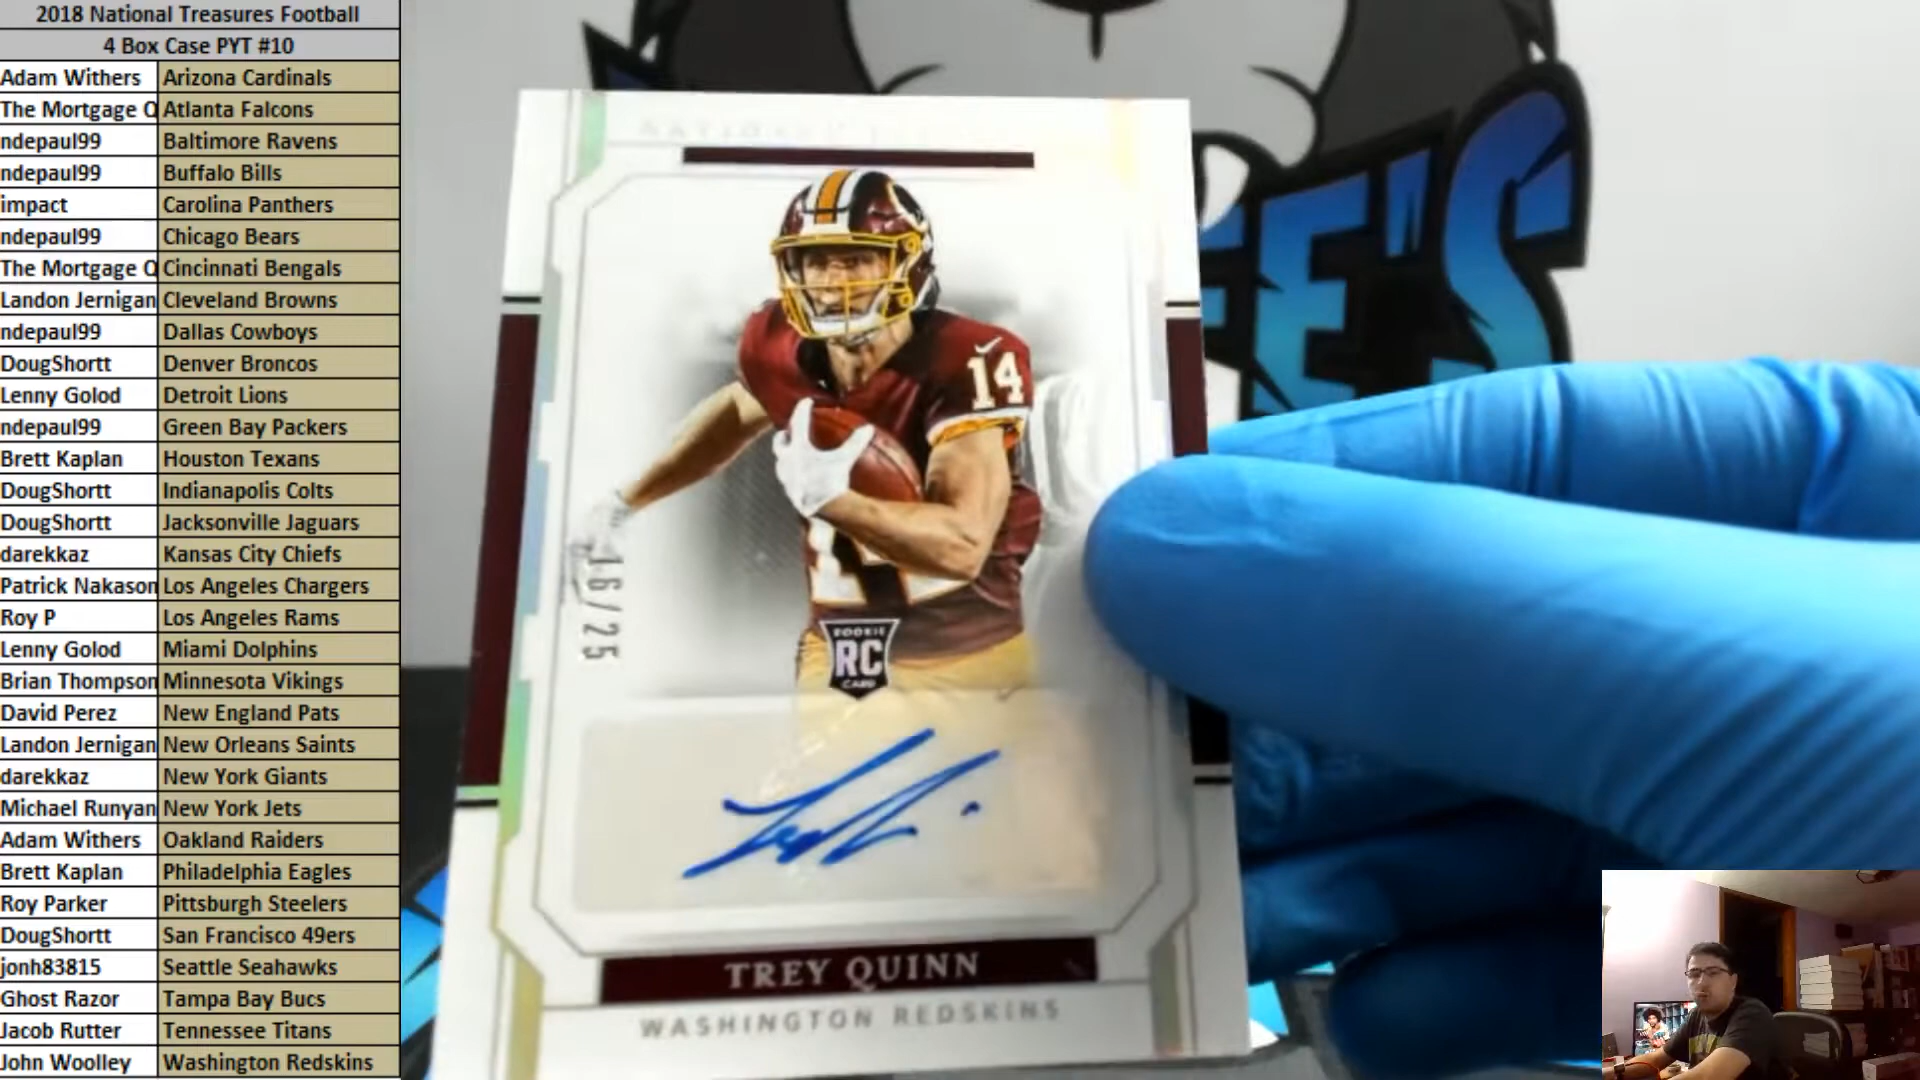 2018 National Treasures Football
4 Box Case PYT #10
Adam Withers Arizona Cardinals
The Mortgage Q Atlanta Falcons
ndepaul99 Baltimore Ravens
ndepaul99 Buffalo Bills
impact Carolina Panthers
ndepaul99 Chicago Bears
The Mortgage Q Cincinnati Bengals
Landon Jernigan Cleveland Browns
ndepaul99 Dallas Cowboys
DougShortt Denver Broncos
Lenny Golod Detroit Lions
ndepaul99 Green Bay Packers
Brett Kaplan Houston Texans
DougShortt Indianapolis Colts
DougShortt Jacksonville Jaguars
darekkaz Kansas City Chiefs
Patrick Nakason Los Angeles Chargers
Roy P Los Angeles Rams
Lenny Golod Miami Dolphins
Brian Thompson Minnesota Vikings
David Perez New England Pats
Landon Jernigan New Orleans Saints
darekkaz New York Giants
Michael Runyan New York Jets
Adam Withers Oakland Raiders
Brett Kaplan Philadelphia Eagles
Roy Parker Pittsburgh Steelers
DougShortt San Francisco 49ers
jonh83815 Seattle Seahawks
Ghost Razor Tampa Bay Bucs
Jacob Rutter Tennessee Titans
John Woolley Washington Redskins
14
16/25
ROOKIE
RC
CARD
TREY QUINN
WASHINGTON REDSKINS